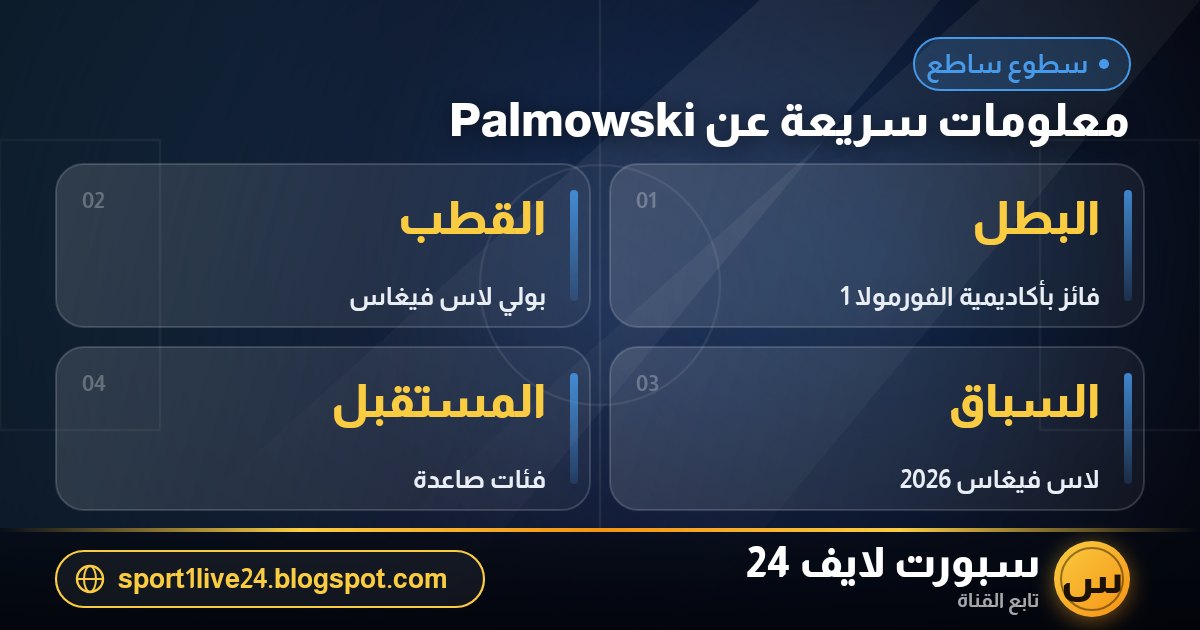 سطوع ساطع
معلومات سريعة عن Palmowski
01
البطل
فائز بأكاديمية الفورمولا 1
02
القطب
بولي لاس فيغاس
03
السباق
لاس فيغاس 2026
04
المستقبل
فئات صاعدة
س
سبورت لايف 24
تابع القناة
sport1live24.blogspot.com